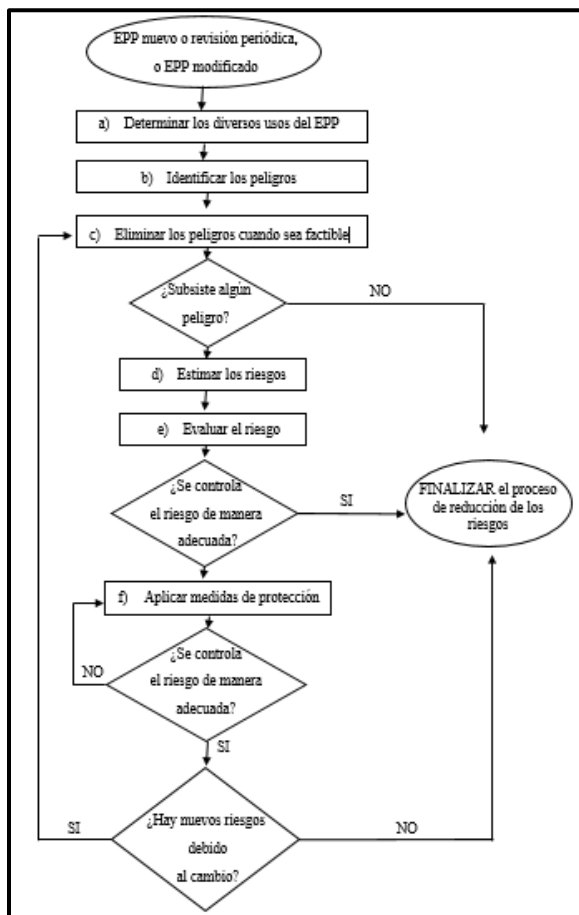 EPP nuevo o revisión periódica,
o EPP modificado
a) Determinar los diversos usos del EPP
b) Identificar los peligros
c) Eliminar los peligros cuando sea factible
¿Subsiste algún
peligro?
NO
d) Estimar los riesgos
e) Evaluar el riesgo
¿Se controla
el riesgo de manera
adecuada?
SI
FINALIZAR el proceso
de reducción de los
riesgos
f) Aplicar medidas de protección
¿Se controla
el riesgo de manera
adecuada?
NO
SI
¿Hay nuevos riesgos
debido
al cambio?
SI
NO